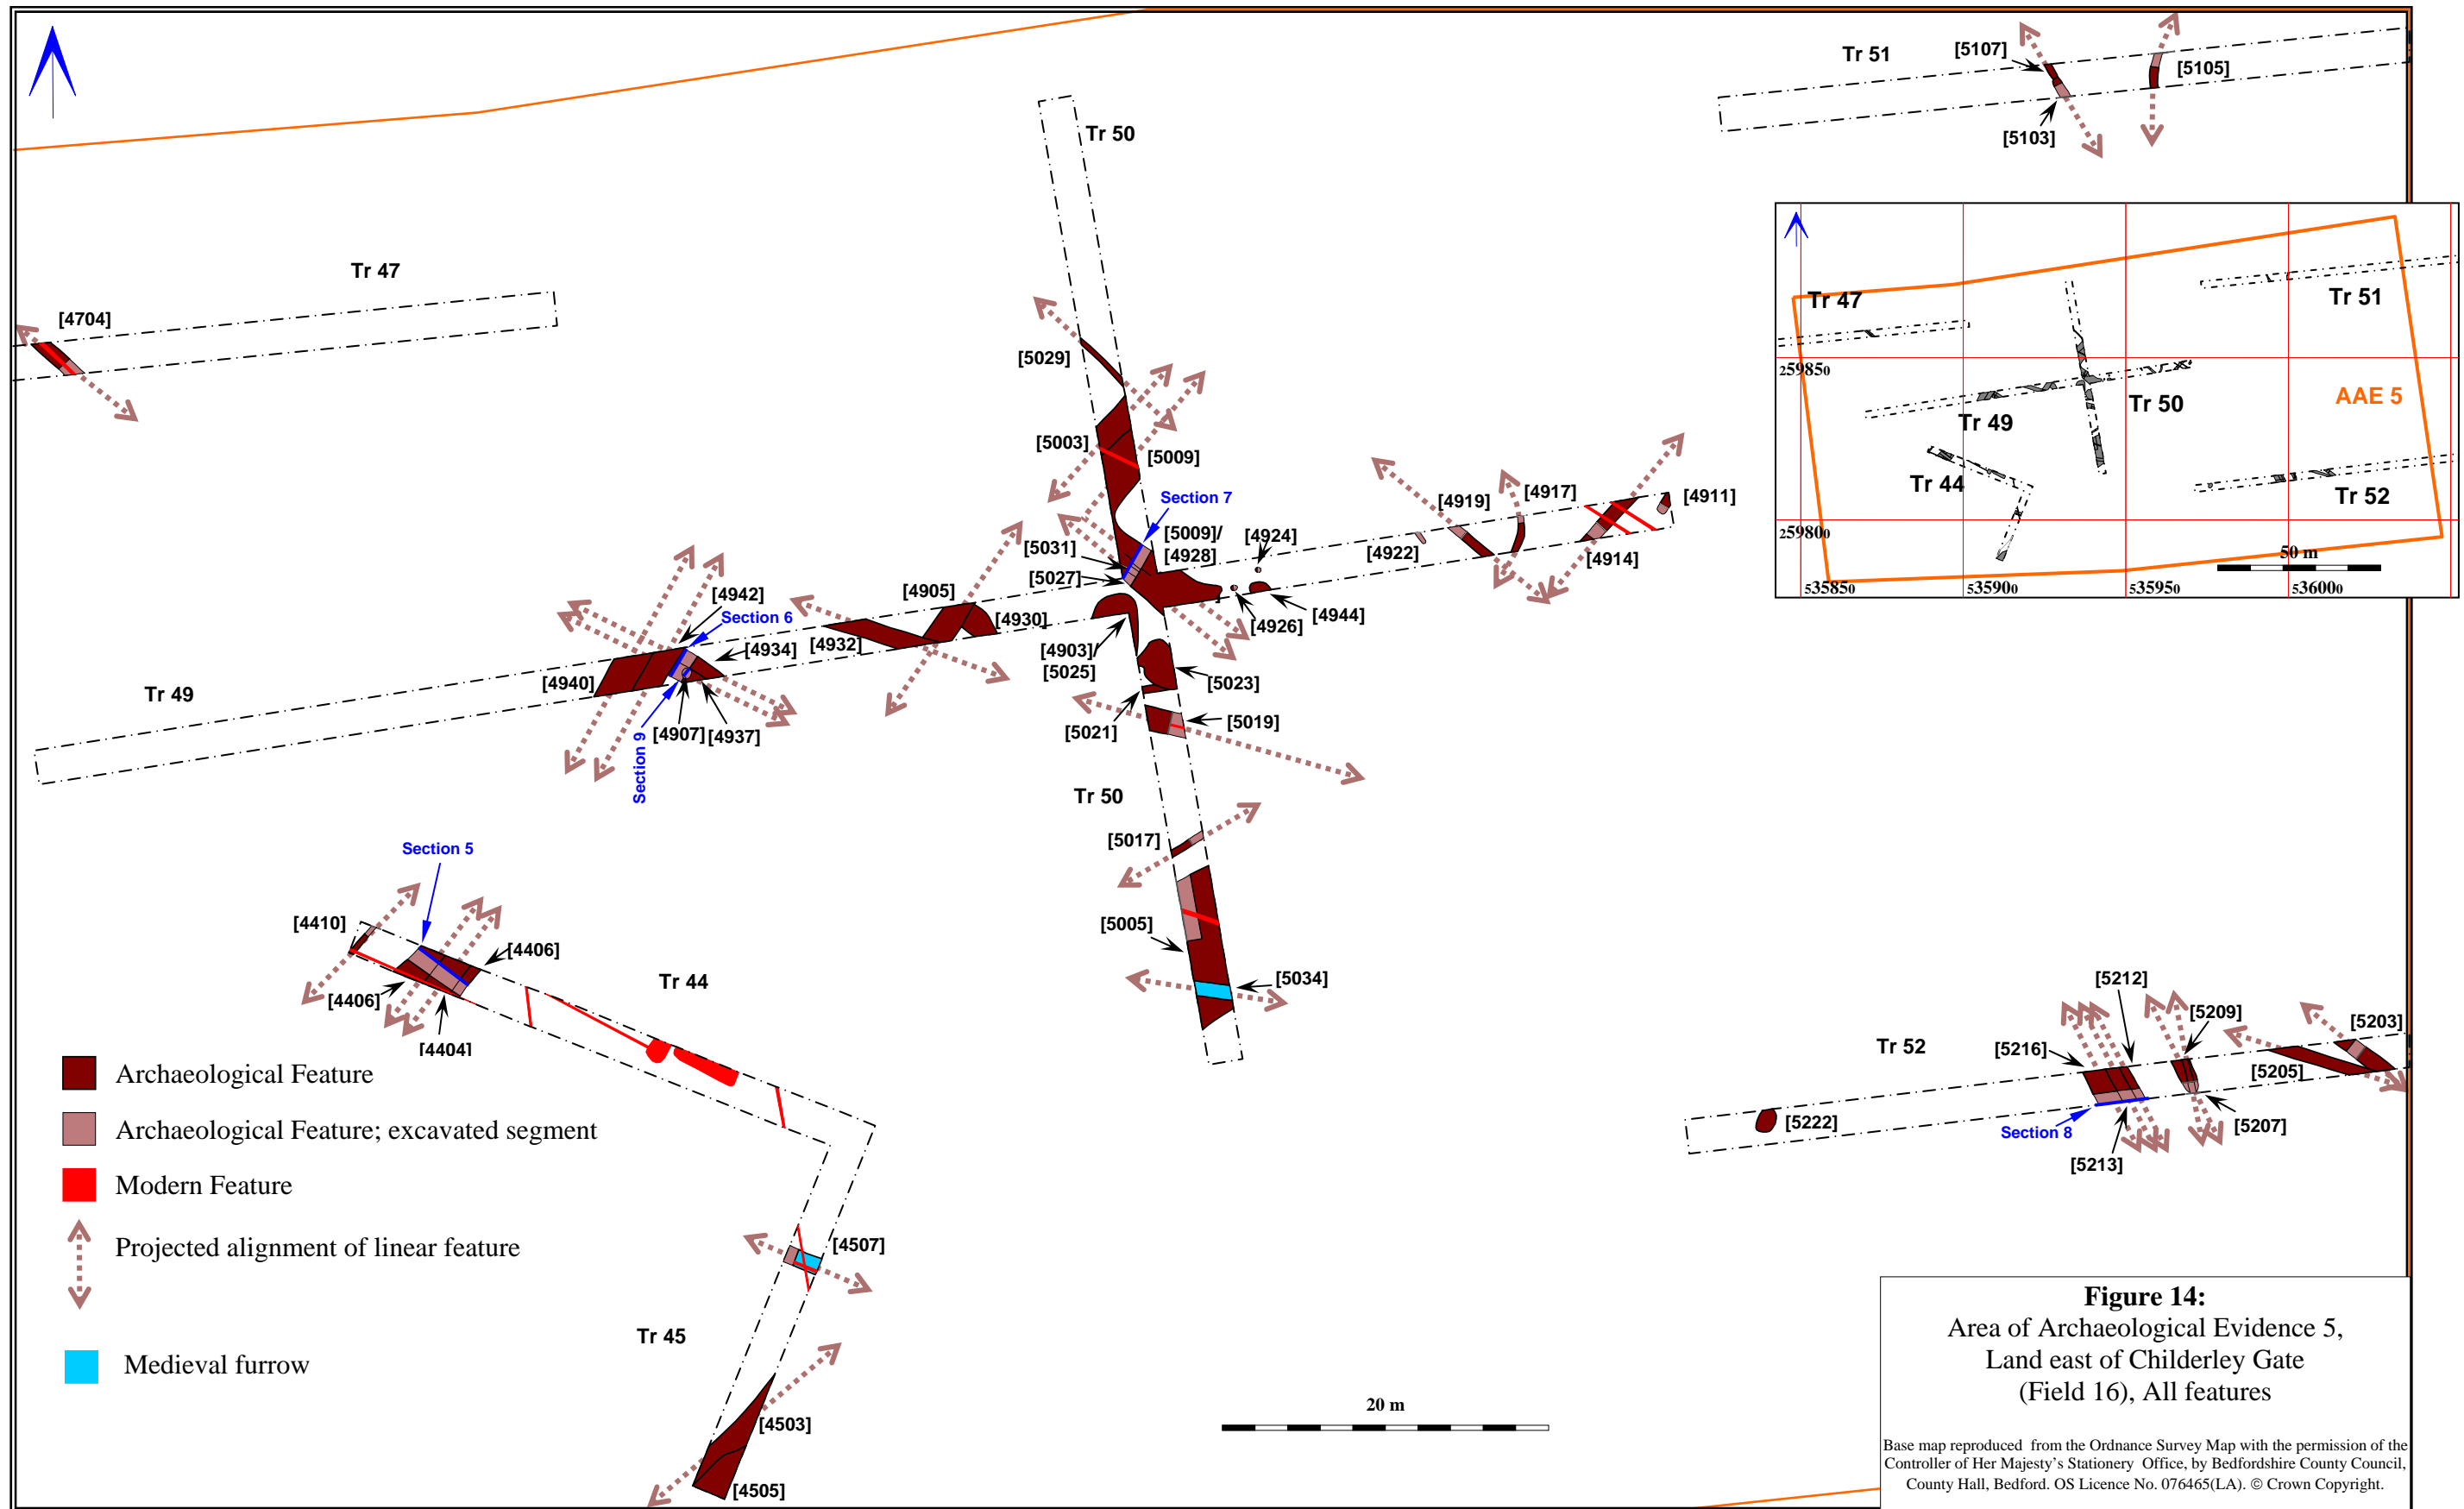 Tr 51
[5107]
[5105]
[5103]
Tr 50
Tr 47
[4704]
[5029]
[5003]
[5009]
Section 7
[5009]/
[4928]
[5031]
[5027]
[4924]
[4926]
[4944]
[4922]
[4919]
[4917]
[4914]
[4911]
[4942]
Section 6
[4934]
[4905]
[4930]
[4932]
[4903]/
[5025]
[5023]
[5021]
[5019]
[4940]
Tr 49
Section 9
[4907]
[4937]
Tr 50
[5017]
[5005]
[5034]
Section 5
[4410]
[4406]
[4406]
[4404]
Tr 44
[4507]
Tr 45
[4503]
[4505]
Tr 52
[5222]
[5216]
[5212]
[5209]
[5203]
[5205]
[5207]
[5213]
Section 8
Tr 47
Tr 51
259850
AAE 5
Tr 50
Tr 49
Tr 44
Tr 52
259800
50 m
535850
535900
535950
536000
Archaeological Feature
Archaeological Feature; excavated segment
Modern Feature
Projected alignment of linear feature
Medieval furrow
20 m
Figure 14:
Area of Archaeological Evidence 5,
Land east of Childerley Gate
(Field 16), All features
Base map reproduced from the Ordnance Survey Map with the permission of the
Controller of Her Majesty's Stationery Office, by Bedfordshire County Council,
County Hall, Bedford. OS Licence No. 076465(LA). © Crown Copyright.